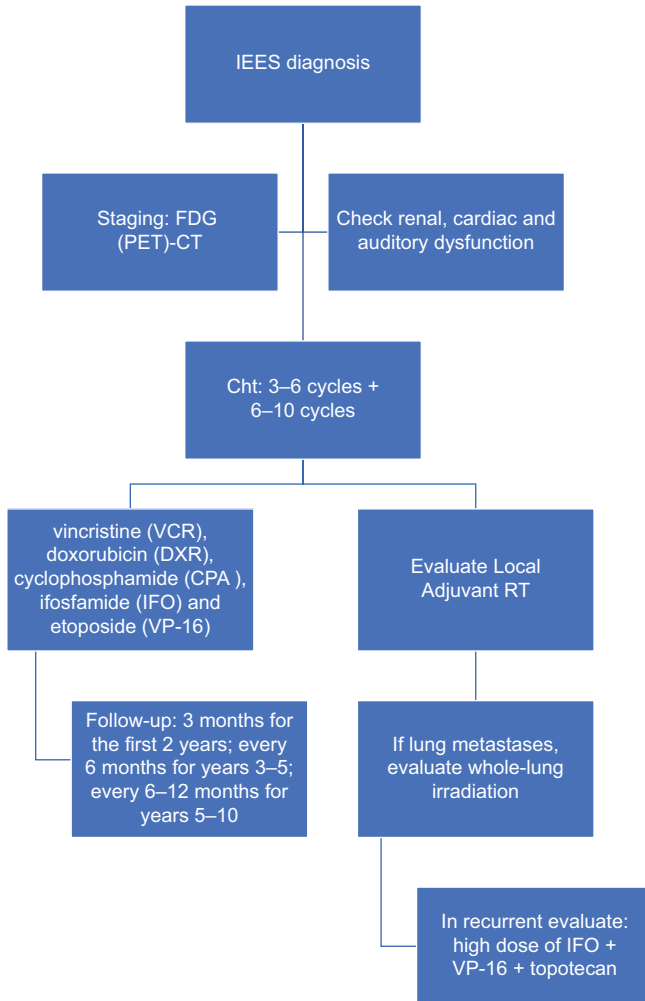 IEES diagnosis
Staging: FDG
(PET)-CT
Check renal, cardiac and
auditory dysfunction
Cht: 3–6 cycles +
6–10 cycles
vincristine (VCR),
doxorubicin (DXR),
cyclophosphamide (CPA ),
ifosfamide (IFO) and
etoposide (VP-16)
Evaluate Local
Adjuvant RT
Follow-up: 3 months for
the first 2 years; every
6 months for years 3–5;
every 6–12 months for
years 5–10
If lung metastases,
evaluate whole-lung
irradiation
In recurrent evaluate:
high dose of IFO +
VP-16 + topotecan